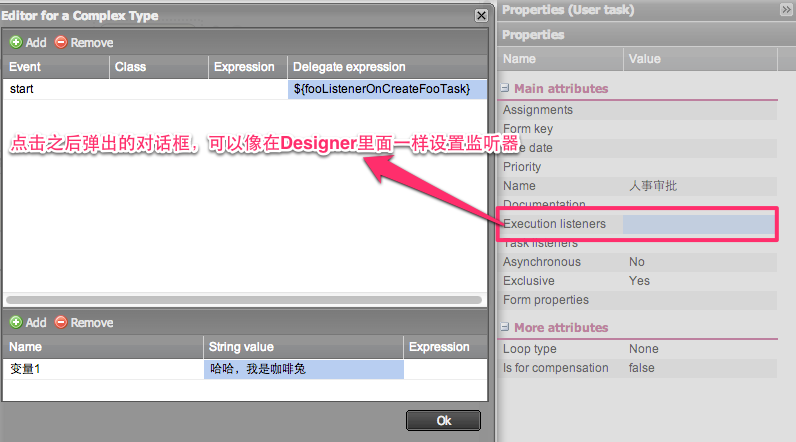 Editor for a Complex Type
Add Remove
Event Class Expression Delegate expression
start ${fooListenerOnCreateFooTask}
点击之后弹出的对话框，可以像在Designer里面一样设置监听器
Add Remove
Name String value Expression
变量1 哈哈，我是咖啡兔
Ok
Properties (User task)
Properties
Name Value
Main attributes
Assignments
Form key
date
Priority
Name 人事审批
Documentation
Execution listeners
Task listeners
Asynchronous No
Exclusive Yes
Form properties
More attributes
Loop type None
Is for compensation false